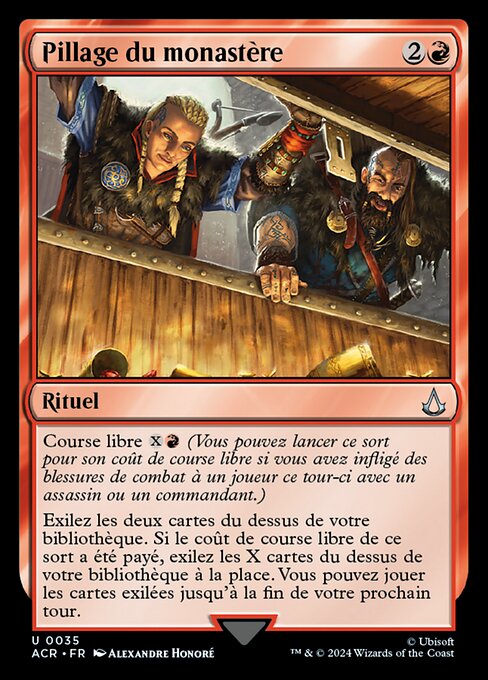 Pillage du monastère 2
Rituel
Course libre X (Vous pouvez lancer ce sort
pour son coût de course libre si vous avez infligé des
blessures de combat à un joueur ce tour-ci avec un
assassin ou un commandant.)
Exilez les deux cartes du dessus de votre
bibliothèque. Si le coût de course libre de ce
sort a été payé, exilez les X cartes du dessus de
votre bibliothèque à la place. Vous pouvez jouer
les cartes exilées jusqu'à la fin de votre prochain
tour.
U 0035
ACR • FR Alexandre Honoré
© Ubisoft
™ & © 2024 Wizards of the Coast